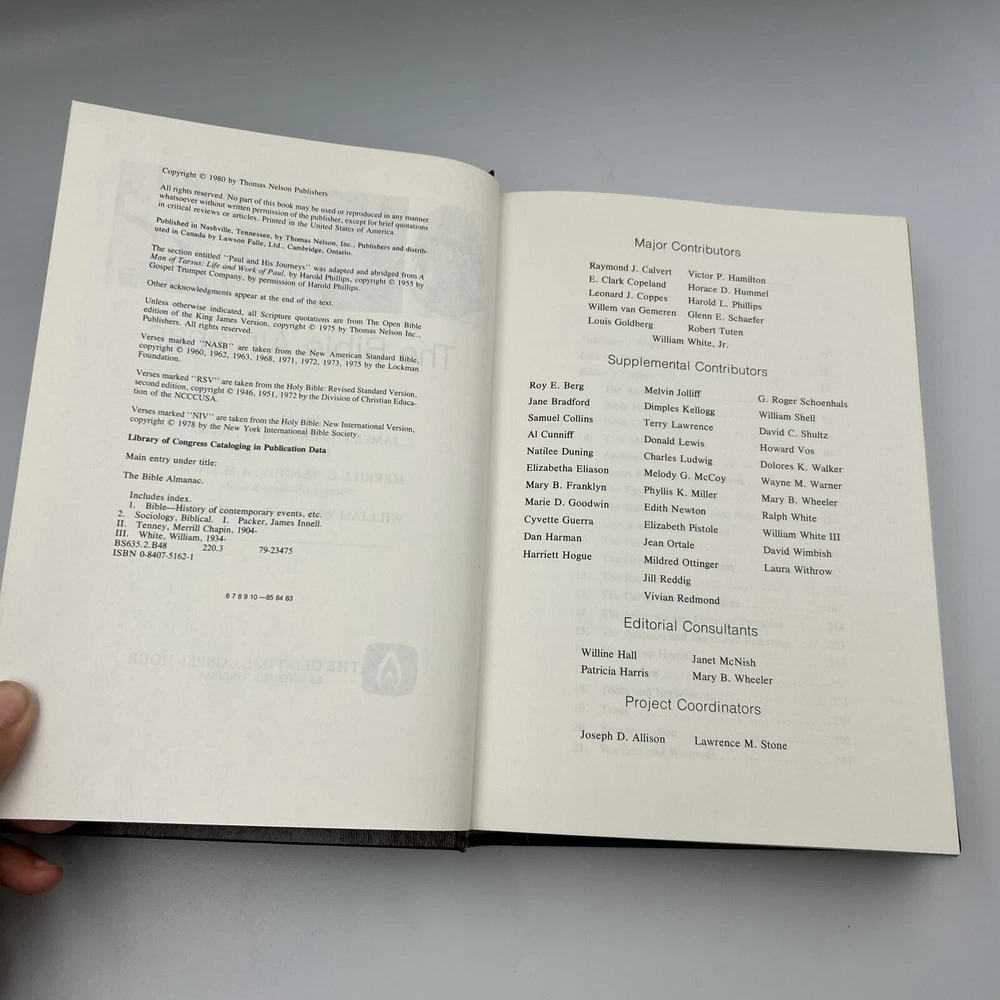 Copyright © 1980 by Thomas Nelson Publishers
All rights reserved. No part of this book may be used or reproduced in any manner
whatsoever without written permission of the publisher, except for brief quotations
in critical reviews or articles. Printed in the United States of America.
Published in Nashville, Tennessee, by Thomas Nelson, Inc., Publishers and distrib-
uted in Canada by Lawson Falle, Ltd., Cambridge, Ontario.
The section entitled "Paul and His Journeys" was adapted and abridged from A
Man of Tarsus: Life and Work of Paul, by Harold Phillips, copyright © 1955 by
Gospel Trumpet Company, by permission of Harold Phillips.
Other acknowledgments appear at the end of the text.
Unless otherwise indicated, all Scripture quotations are from The Open Bible
edition of the King James Version, copyright © 1975 by Thomas Nelson Inc.,
Publishers. All rights reserved.
Verses marked "NASB" are taken from the New American Standard Bible,
copyright © 1960, 1962, 1963, 1968, 1971, 1972, 1973, 1975 by the Lockman
Foundation.
Verses marked "RSV" are taken from the Holy Bible: Revised Standard Version,
second edition, copyright © 1946, 1951, 1972 by the Division of Christian Educa-
tion of the NCCCUSA.
Verses marked "NIV" are taken from the Holy Bible: New International Version,
copyright © 1978 by the New York International Bible Society.
Library of Congress Cataloging in Publication Data
Main entry under title:
The Bible Almanac.
Includes index.
1. Bible—History of contemporary events, etc.
2. Sociology, Biblical. I. Packer, James Innell.
II. Tenney, Merrill Chapin, 1904-
III. White, William, 1934-
BS635.2.B48 220.3 79-23475
ISBN 0-8407-5162-1
6 7 8 9 10 —85 84 83
Major Contributors
Raymond J. Calvert
E. Clark Copeland
Leonard J. Coppes
Willem van Gemeren
Louis Goldberg
Victor P. Hamilton
Horace D. Hummel
Harold L. Phillips
Glenn E. Schaefer
Robert Tuten
William White, Jr.
Supplemental Contributors
Roy E. Berg
Jane Bradford
Samuel Collins
Al Cunniff
Natilee Duning
Elizabetha Eliason
Mary B. Franklyn
Marie D. Goodwin
Cyvette Guerra
Dan Harman
Harriett Hogue
Melvin Jolliff
Dimples Kellogg
Terry Lawrence
Donald Lewis
Charles Ludwig
Melody G. McCoy
Phyllis K. Miller
Edith Newton
Elizabeth Pistole
Jean Ortale
Mildred Ottinger
Jill Reddig
Vivian Redmond
G. Roger Schoenhals
William Shell
David C. Shultz
Howard Vos
Dolores K. Walker
Wayne M. Warner
Mary B. Wheeler
Ralph White
William White III
David Wimbish
Laura Withrow
Editorial Consultants
Willine Hall
Patricia Harris
Janet McNish
Mary B. Wheeler
Project Coordinators
Joseph D. Allison
Lawrence M. Stone